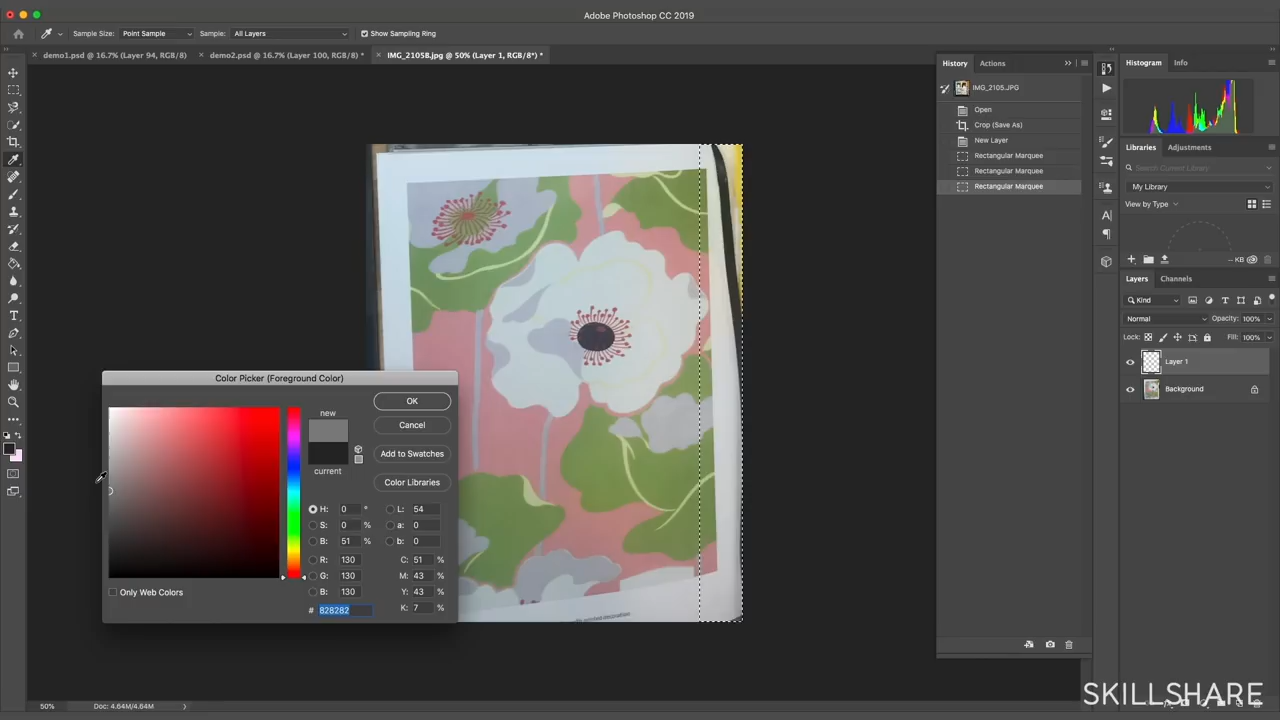 Adobe Photoshop CC 2019
Sample Size: Point Sample Sample: All Layers Show Sampling Ring
demo1.psd @ 16.7% (Layer 94, RGB/8) demo2.psd @ 16.7% (Layer 100, RGB/8) * IMG_2105B.jpg @ 50% (Layer 1, RGB/8*) *
History Actions
IMG_2105.JPG
Open
Crop (Save As)
New Layer
Rectangular Marquee
Rectangular Marquee
Rectangular Marquee
Histogram Info
Libraries Adjustments
Search Current Library
My Library
View by Type
-- KB
Layers Channels
Kind
Normal Opacity: 100%
Lock: Fill: 100%
Layer 1
Background
Color Picker (Foreground Color)
new
current
OK
Cancel
Add to Swatches
Color Libraries
H: 0 ° L: 54
S: 0 % a: 0
B: 51 % b: 0
R: 130 C: 51 %
G: 130 M: 43 %
B: 130 Y: 43 %
# 828282 K: 7 %
Only Web Colors
50% Doc: 4.64M/4.64M
SKILLSHARE